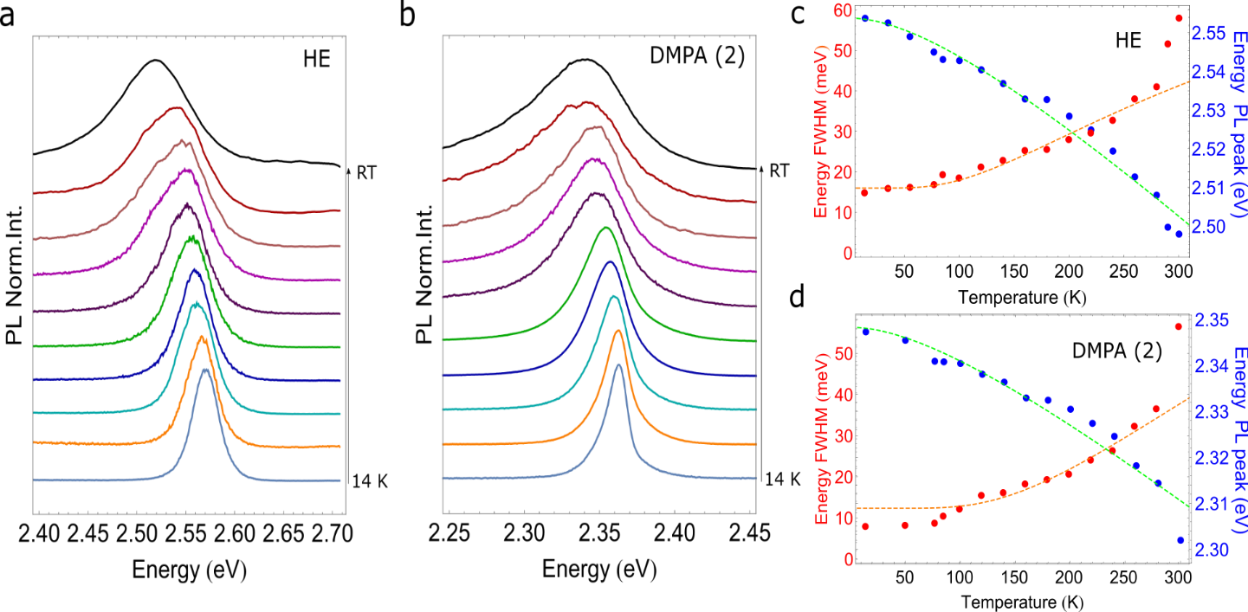 a
HE
PL Norm.Int.
RT
14 K
2.40 2.45 2.50 2.55 2.60 2.65 2.70
Energy (eV)
b
DMPA (2)
PL Norm.Int.
RT
14 K
2.25 2.30 2.35 2.40 2.45
Energy (eV)
c
HE
Energy FWHM (meV)
60
50
40
30
20
10
0
Energy PL peak (eV)
2.55
2.54
2.53
2.52
2.51
2.50
50 100 150 200 250 300
Temperature (K)
d
DMPA (2)
Energy FWHM (meV)
50
40
30
20
10
0
Energy PL peak (eV)
2.35
2.34
2.33
2.32
2.31
2.30
50 100 150 200 250 300
Temperature (K)